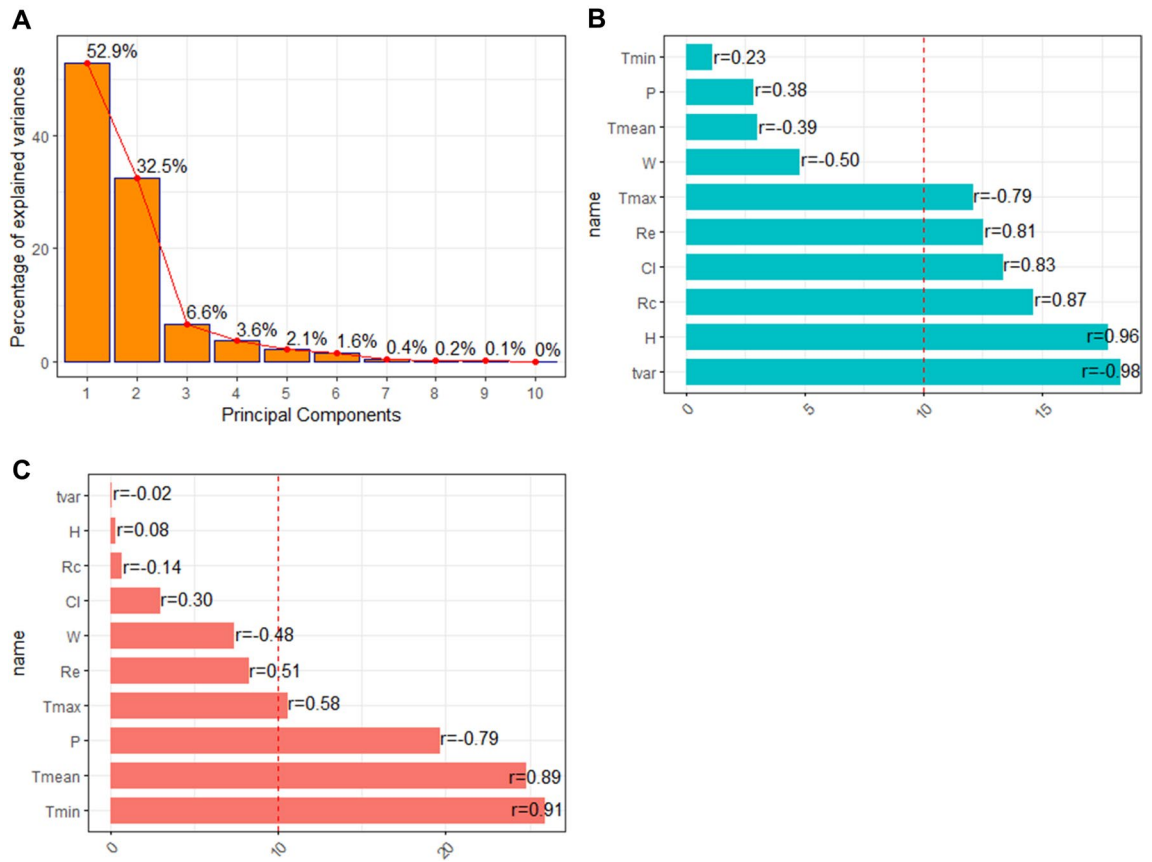 A
52.9%
32.5%
6.6%
3.6%
2.1%
1.6%
0.4%
0.2%
0.1%
0%
Percentage of explained variances
40
20
0
1 2 3 4 5 6 7 8 9 10
Principal Components
B
name
Tmin r=0.23
P r=0.38
Tmean r=-0.39
W r=-0.50
Tmax r=-0.79
Re r=0.81
Cl r=0.83
Rc r=0.87
H r=0.96
tvar r=-0.98
0 5 10 15
C
name
tvar r=-0.02
H r=0.08
Rc r=-0.14
Cl r=0.30
W r=-0.48
Re r=0.51
Tmax r=0.58
P r=-0.79
Tmean r=0.89
Tmin r=0.91
0 10 20